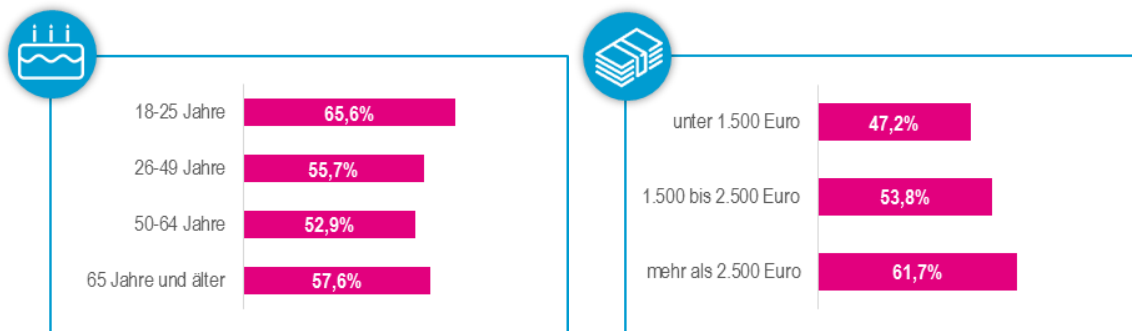 18-25 Jahre 65,6%
26-49 Jahre 55,7%
50-64 Jahre 52,9%
65 Jahre und älter 57,6%
unter 1.500 Euro 47,2%
1.500 bis 2.500 Euro 53,8%
mehr als 2.500 Euro 61,7%